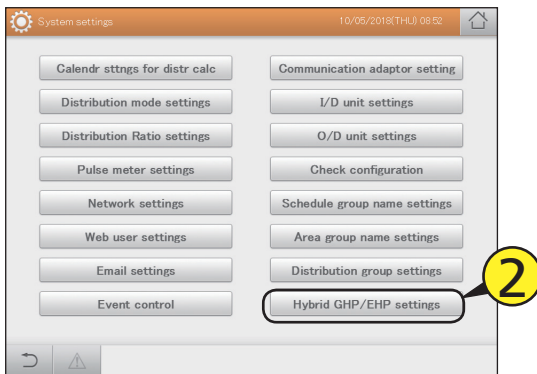 System settings 10/05/2018(THU) 08:52
Calendr sttngs for distr calc
Communication adaptor setting
Distribution mode settings
I/D unit settings
Distribution Ratio settings
O/D unit settings
Pulse meter settings
Check configuration
Network settings
Schedule group name settings
Web user settings
Area group name settings
Email settings
Distribution group settings
Event control
Hybrid GHP/EHP settings
2